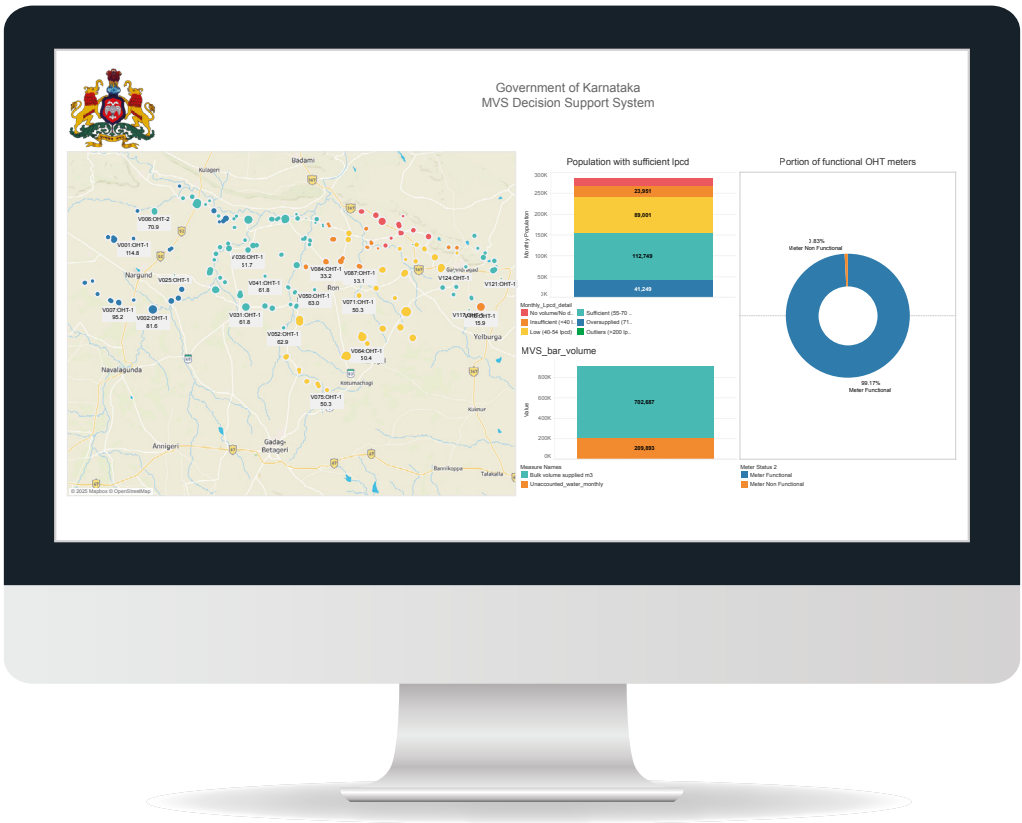 Government of Karnataka
MVS Decision Support System
Badami
Kulageri
V008:OHT-2
70.9
V001:OHT-1
114.8
V038:OHT-1
51.7
Nargund
V025:OHT-1
V084:OHT-1
33.2
V087:OHT-1
13.1
V124:OHT-1
V121:OHT-1
V041:OHT-1
61.8
Ron
V050:OHT-1
63.0
V071:OHT-1
50.3
V007:OHT-1
95.2
V002:OHT-1
81.6
V031:OHT-1
61.8
15.9
V052:OHT-1
62.9
Yelburga
V064:OHT-1
10.4
Navalagunda
Kotumachagi
V075:OHT-1
50.3
Kuknur
Annigeri
Gadag-
Betageri
Bannikoppe
Talakalla
© 2025 Mapbox © OpenStreetMap
Population with sufficient lpcd
Monthly Population
300K
250K
200K
150K
100K
50K
23,951
89,001
112,749
41,249
Monthly_Lpcd_detail
No volume/No d..
Sufficient (55-70 ..
Insufficient (<40 l..
Oversupplied (71..
Low (40-54 lpcd)
Outliers (>200 lp..
MVS_bar_volume
Value
800K
600K
400K
200K
0K
702,687
209,893
Measure Names
Bulk volume supplied m3
Unaccounted_water_monthly
Portion of functional OHT meters
0.83%
Meter Non Functional
99.17%
Meter Functional
Meter Status 2
Meter Functional
Meter Non Functional